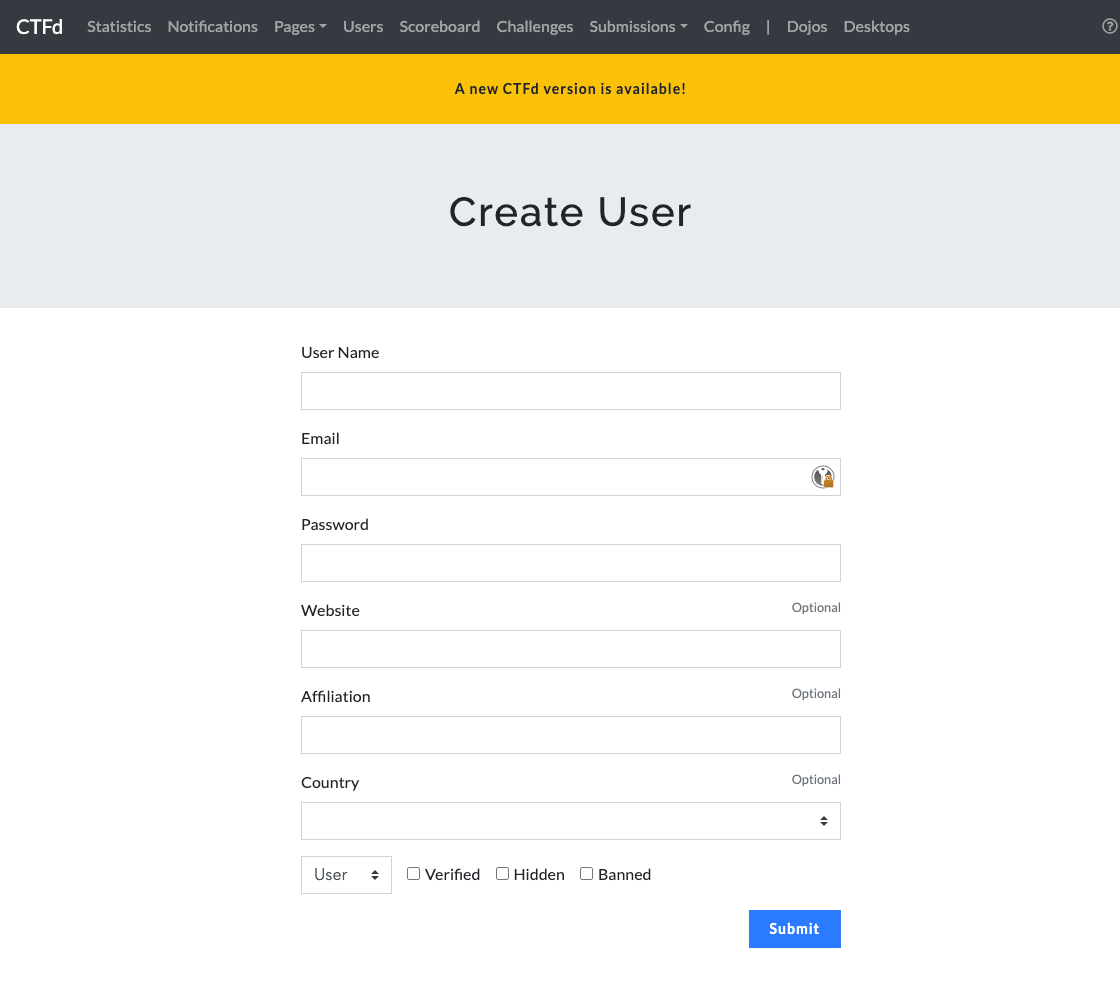 CTFd Statistics Notifications Pages Users Scoreboard Challenges Submissions Config | Dojos Desktops
A new CTFd version is available!
Create User
User Name
Email
Password
Website Optional
Affiliation Optional
Country Optional
User Verified Hidden Banned
Submit